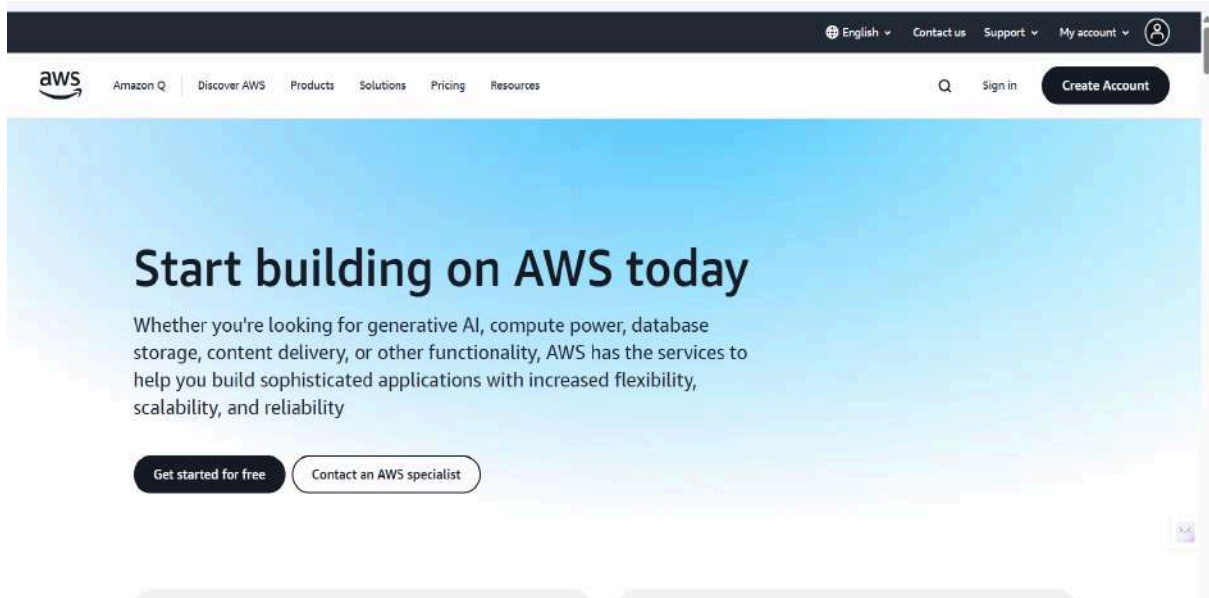 English Contact us Support My account
aws Amazon Q Discover AWS Products Solutions Pricing Resources Sign in Create Account
Start building on AWS today
Whether you're looking for generative AI, compute power, database
storage, content delivery, or other functionality, AWS has the services to
help you build sophisticated applications with increased flexibility,
scalability, and reliability
Get started for free Contact an AWS specialist